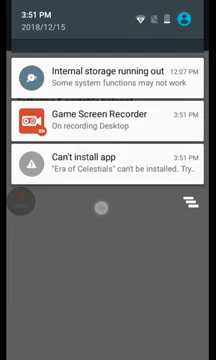 3:51 PM
2018/12/15
Internal storage running out 12:07 PM
Some system functions may not work
Game Screen Recorder 3:51 PM
On recording Desktop
Can't install app 3:51 PM
"Era of Celestials" can't be installed. Try..